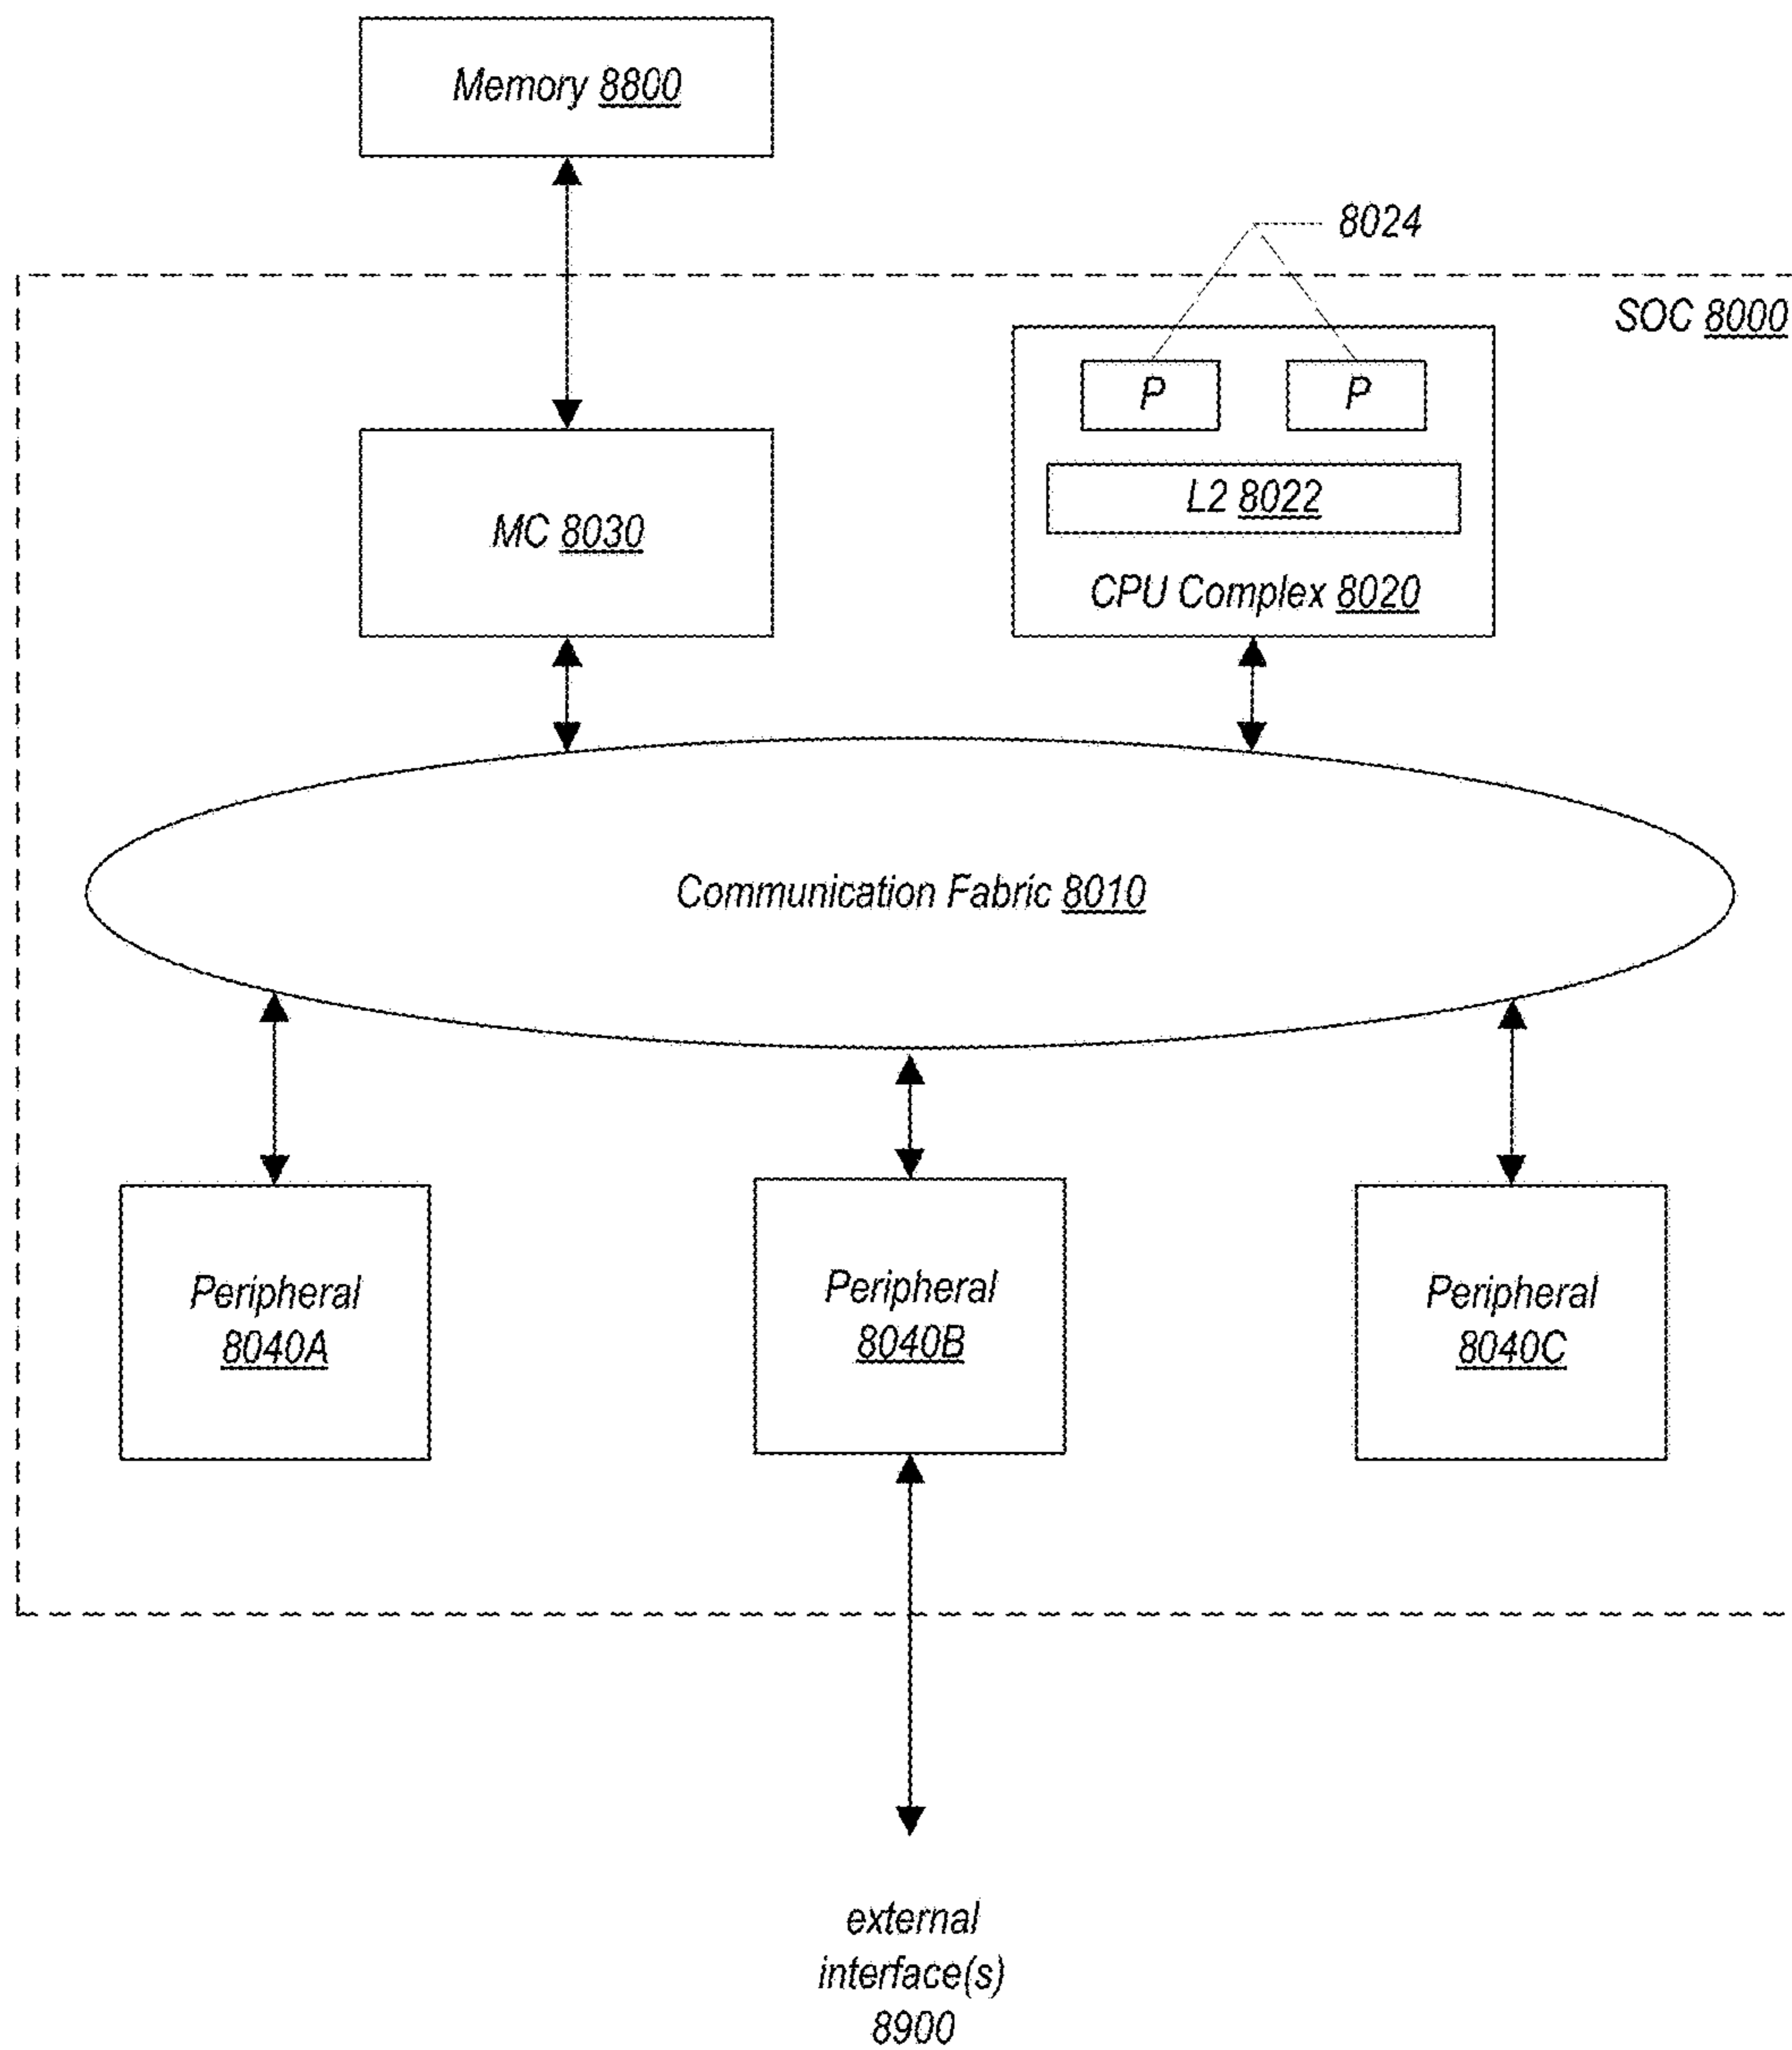 Memory 8800
8024
SOC 8000
P
P
L2 8022
MC 8030
CPU Complex 8020
Communication Fabric 8010
Peripheral
8040A
Peripheral
8040B
Peripheral
8040C
external
interface(s)
8900